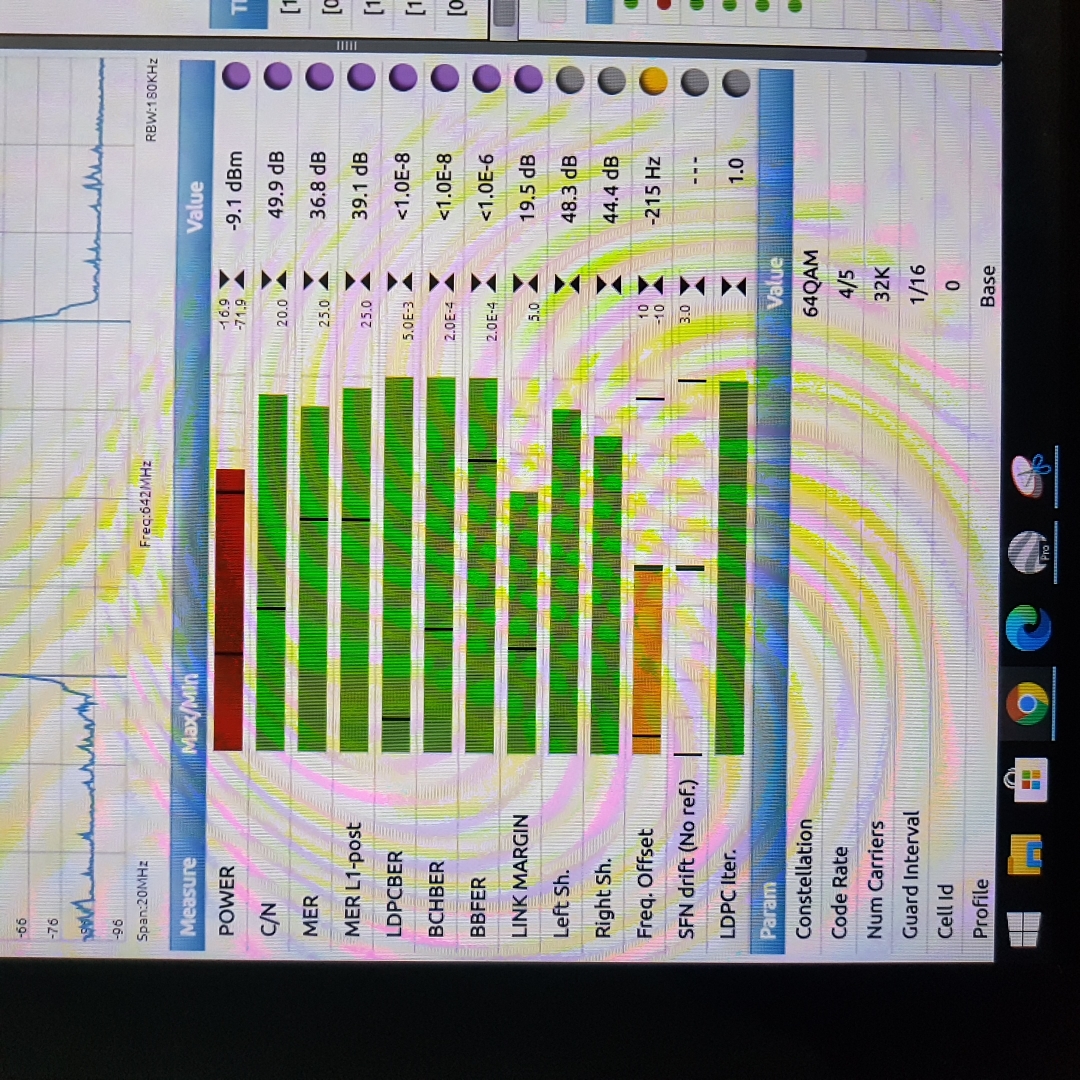 -66
-76
-96
Span:20MHz Freq:642MHz RBW:180KHz
Measure Max/Min Value
POWER -16.9 -71.9 -9.1 dBm
C/N 20.0 49.9 dB
MER 25.0 36.8 dB
MER L1-post 25.0 39.1 dB
LDPCBER 5.0E-3 <1.0E-8
BCHBER 2.0E-4 <1.0E-8
BBFER 2.0E-4 <1.0E-6
LINK MARGIN 5.0 19.5 dB
Left Sh. 48.3 dB
Right Sh. 44.4 dB
Freq. Offset 10 -10 -215 Hz
SFN drift (No ref.) 3.0 ---
LDPC Iter. 1.0
Param Value
Constellation 64QAM
Code Rate 4/5
Num Carriers 32K
Guard Interval 1/16
Cell Id 0
Profile Base
Pro
[1
[0
[1
[1
[0